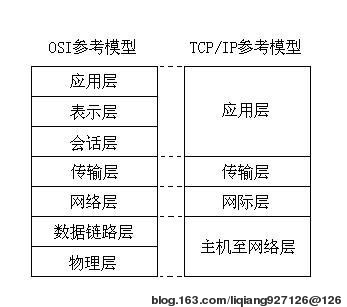 OSI参考模型
TCP/IP参考模型
应用层
表示层
会话层
传输层
网络层
数据链路层
物理层
应用层
传输层
网际层
主机至网络层
blog.163.com/liqiang927126@126